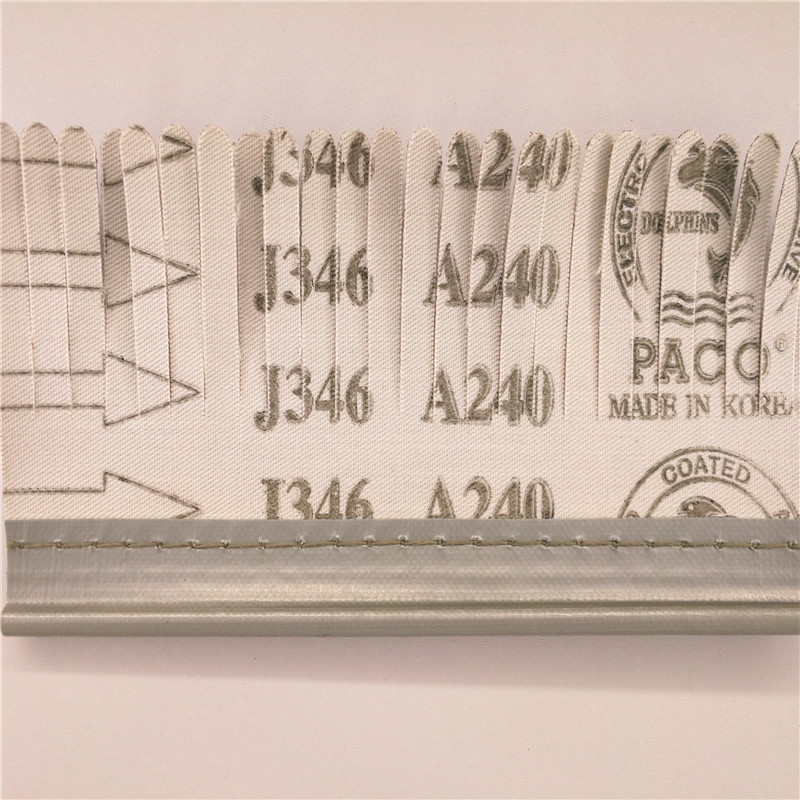 J346 A240
ELECTRO
DOLPHINS
J346 A240
PACO®
J346 A240
MADE IN KOREA
COATED
J346 A240